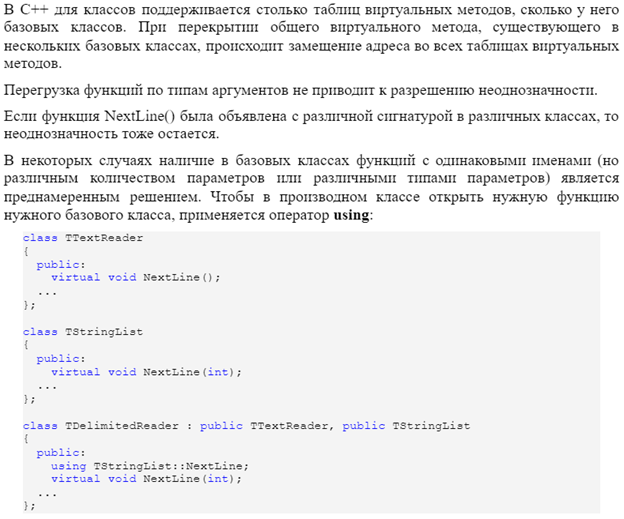 В C++ для классов поддерживается столько таблиц виртуальных методов, сколько у него
базовых классов. При перекрытии общего виртуального метода, существующего в
нескольких базовых классах, происходит замещение адреса во всех таблицах виртуальных
методов.
Перегрузка функций по типам аргументов не приводит к разрешению неоднозначности.
Если функция NextLine() была объявлена с различной сигнатурой в различных классах, то
неоднозначность тоже остается.
В некоторых случаях наличие в базовых классах функций с одинаковыми именами (но
различным количеством параметров или различными типами параметров) является
преднамеренным решением. Чтобы в производном классе открыть нужную функцию
нужного базового класса, применяется оператор using:
class TTextReader
{
public:
virtual void NextLine();
...
};
class TStringList
{
public:
virtual void NextLine(int);
...
};
class TDelimitedReader : public TTextReader, public TStringList
{
public:
using TStringList::NextLine;
virtual void NextLine(int);
...
};